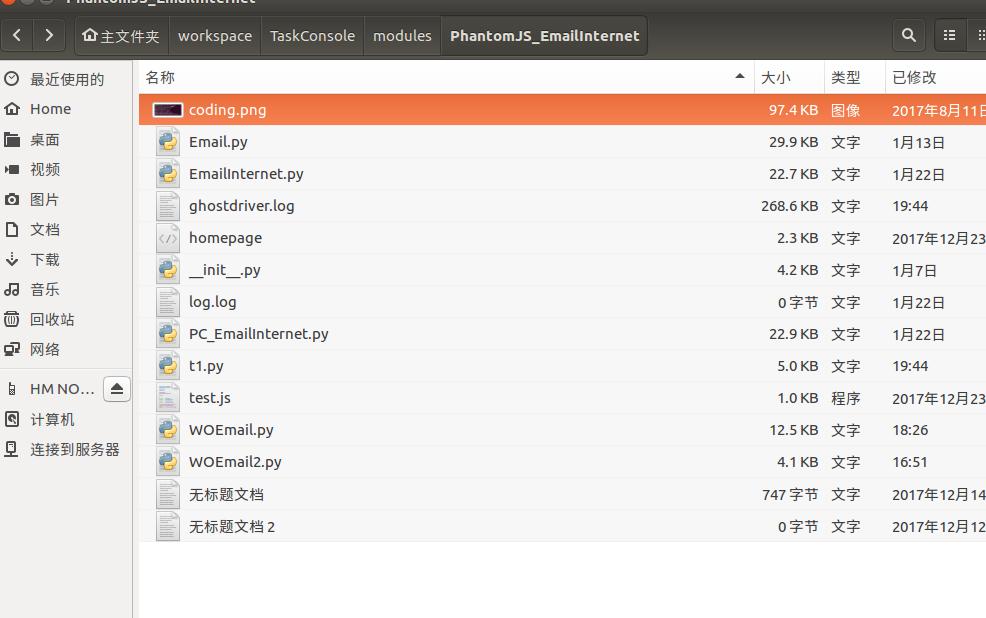 PhantomJS_EmailInternet
主文件夹 workspace TaskConsole modules PhantomJS_EmailInternet
名称 大小 类型 已修改
最近使用的
Home
桌面
视频
图片
文档
下载
音乐
回收站
网络
HM NO...
计算机
连接到服务器
coding.png 97.4 KB 图像 2017年8月11日
Email.py 29.9 KB 文字 1月13日
EmailInternet.py 22.7 KB 文字 1月22日
ghostdriver.log 268.6 KB 文字 19:44
homepage 2.3 KB 文字 2017年12月23
__init__.py 4.2 KB 文字 1月7日
log.log 0 字节 文字 1月22日
PC_EmailInternet.py 22.9 KB 文字 1月22日
t1.py 5.0 KB 文字 19:44
test.js 1.0 KB 程序 2017年12月23
WOEmail.py 12.5 KB 文字 18:26
WOEmail2.py 4.1 KB 文字 16:51
无标题文档 747 字节 文字 2017年12月14
无标题文档 2 0 字节 文字 2017年12月12